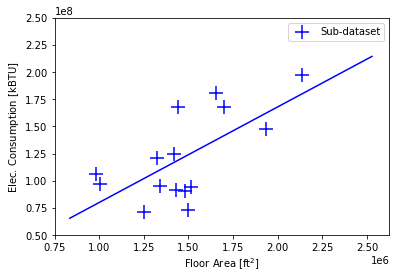 1e8
2.50
2.25
2.00
1.75
1.50
1.25
1.00
0.75
0.50
Elec. Consumption [kBTU]
Sub-dataset
0.75 1.00 1.25 1.50 1.75 2.00 2.25 2.50
1e6
Floor Area [ft²]